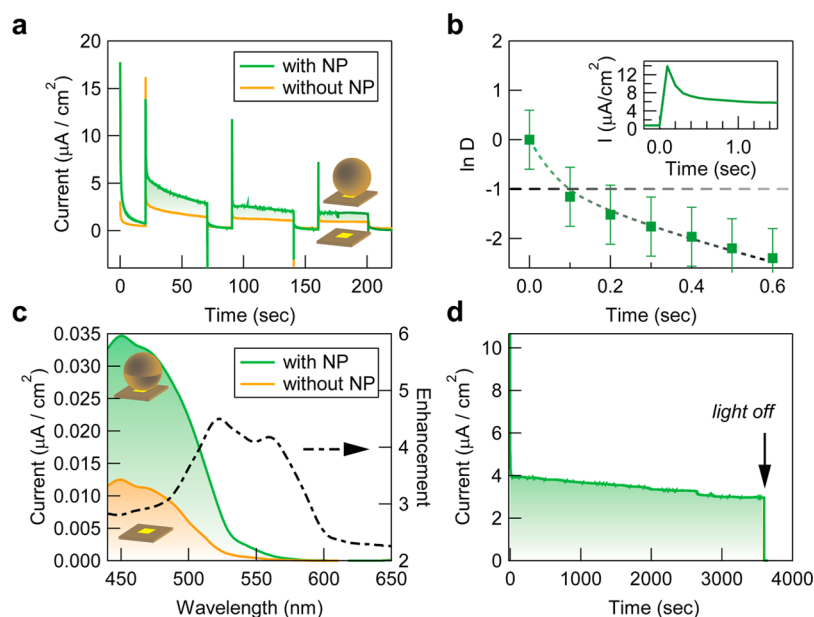 a
20
15
10
5
0
Current (µA / cm²)
with NP
without NP
0 50 100 150 200
Time (sec)
b
2
1
0
-1
-2
ln D
I (µA/cm²)
12
8
4
0
0.0 1.0
Time (sec)
0.0 0.2 0.4 0.6
Time (sec)
c
0.035
0.030
0.025
0.020
0.015
0.010
0.005
0.000
Current (µA / cm²)
with NP
without NP
6
5
4
3
2
Enhancement
450 500 550 600 650
Wavelength (nm)
d
10
8
6
4
2
0
Current (µA / cm²)
light off
0 1000 2000 3000 4000
Time (sec)